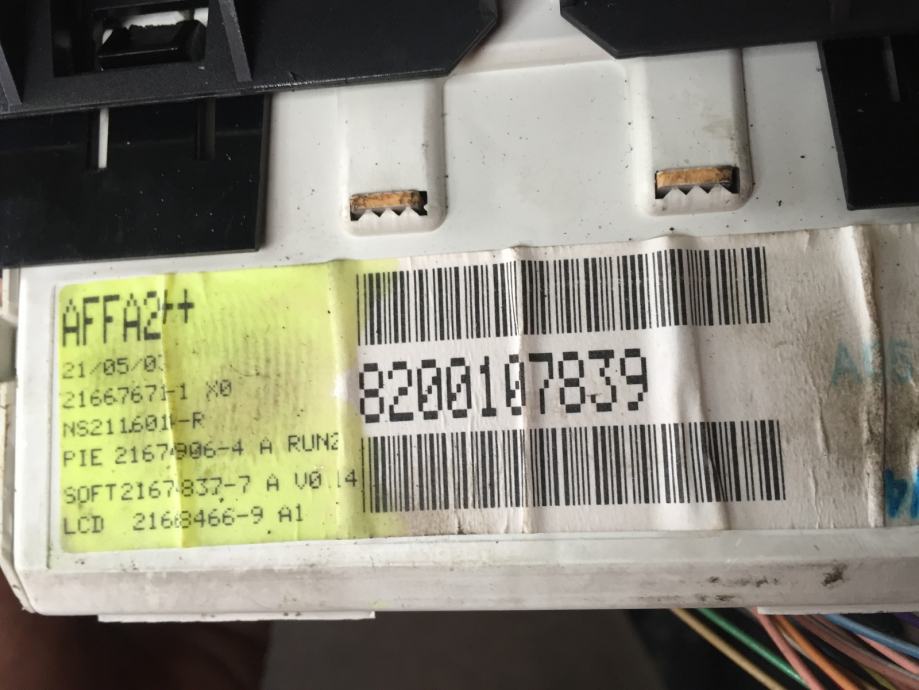 AFFA2++
21/05/03
21667671-1 X0
PIE 2167906-4 A RUN2
SOFT2167837-7 A V0.14
LCD 2168466-9 A1
8200107839